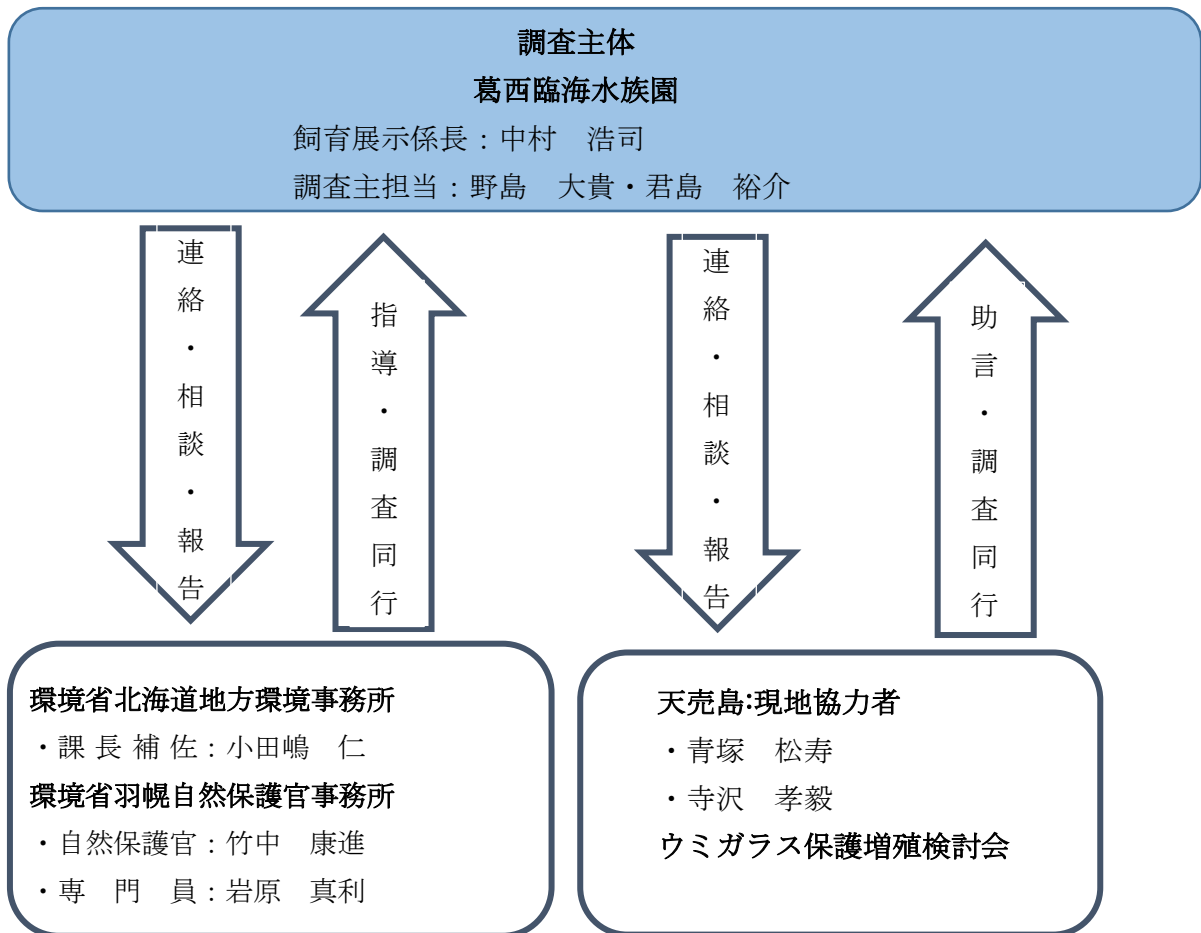 調査主体
葛西臨海水族園
飼育展示係長：中村　浩司
調査主担当：野島　大貴・君島　裕介
連絡・相談・報告
指導・調査同行
連絡・相談・報告
助言・調査同行
環境省北海道地方環境事務所
・課 長 補 佐：小田嶋　仁
環境省羽幌自然保護官事務所
・自然保護官：竹中　康進
・専　門　員：岩原　真利
天売島:現地協力者
・青塚　松寿
・寺沢　孝毅
ウミガラス保護増殖検討会